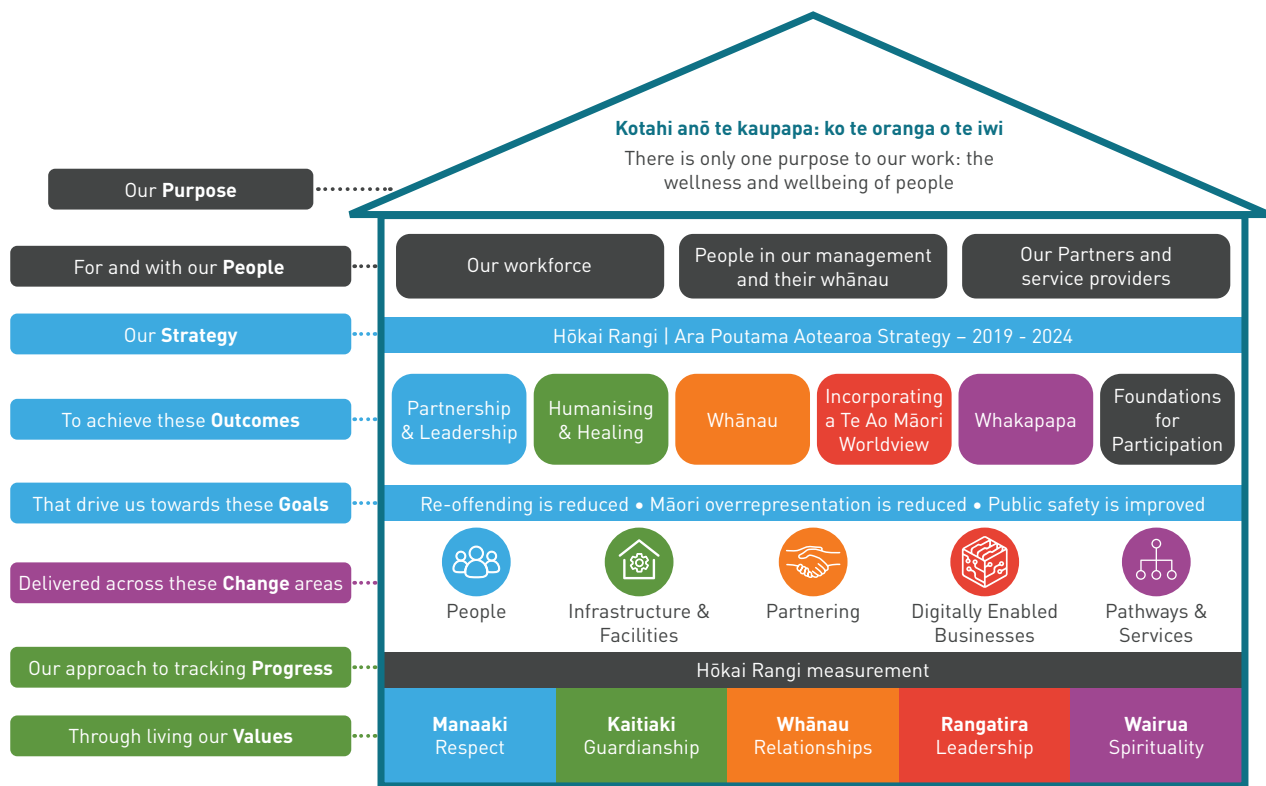 Kotahi anō te kaupapa: ko te oranga o te iwi
There is only one purpose to our work: the
wellness and wellbeing of people
Our Purpose
For and with our People
Our workforce
People in our management
and their whānau
Our Partners and
service providers
Our Strategy
Hōkai Rangi | Ara Poutama Aotearoa Strategy – 2019 - 2024
To achieve these Outcomes
Partnership
& Leadership
Humanising
& Healing
Whānau
Incorporating
a Te Ao Māori
Worldview
Whakapapa
Foundations
for
Participation
That drive us towards these Goals
Re-offending is reduced • Māori overrepresentation is reduced • Public safety is improved
Delivered across these Change areas
People
Infrastructure &
Facilities
Partnering
Digitally Enabled
Businesses
Pathways &
Services
Our approach to tracking Progress
Hōkai Rangi measurement
Through living our Values
Manaaki
Respect
Kaitiaki
Guardianship
Whānau
Relationships
Rangatira
Leadership
Wairua
Spirituality